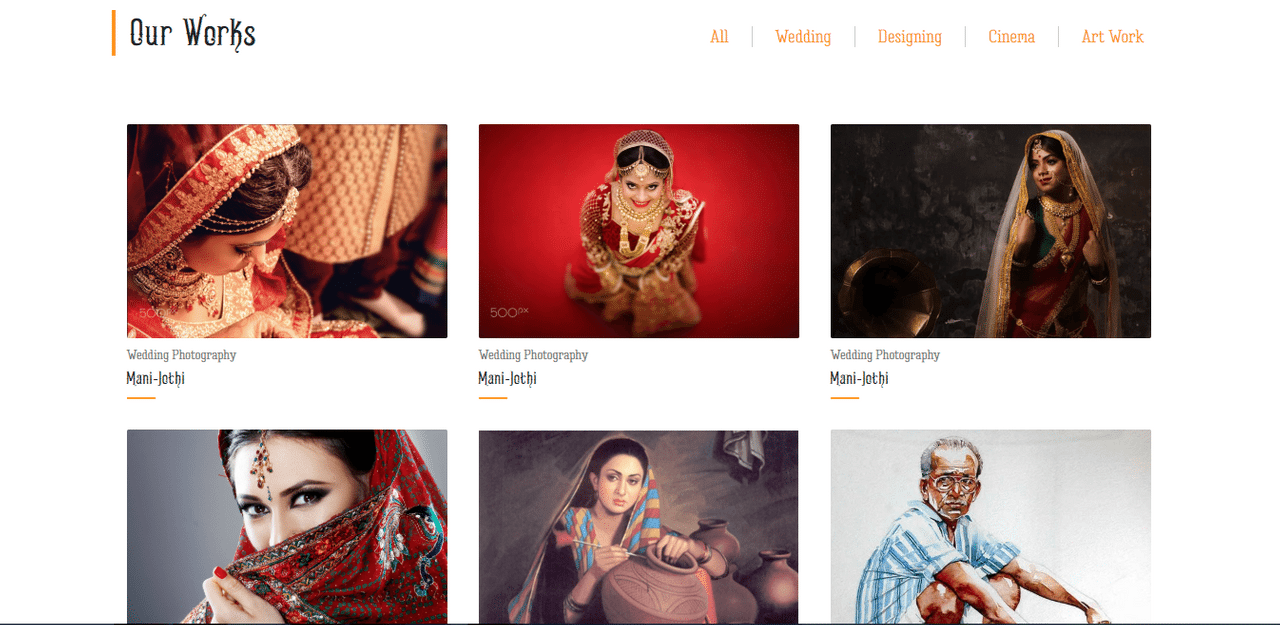 Our Works
All
Wedding
Designing
Cinema
Art Work
500px
500px
Wedding Photography
Mani-Jothi
Wedding Photography
Mani-Jothi
Wedding Photography
Mani-Jothi